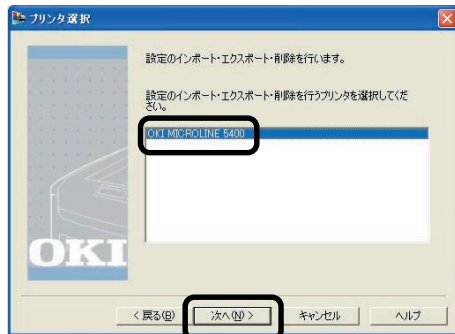 プリンタ選択
設定のインポート・エクスポート・削除を行います。
設定のインポート・エクスポート・削除を行うプリンタを選択してくだ
さい。
OKI MICROLINE 5400
OKI
< 戻る(B)
次へ(N) >
キャンセル
ヘルプ